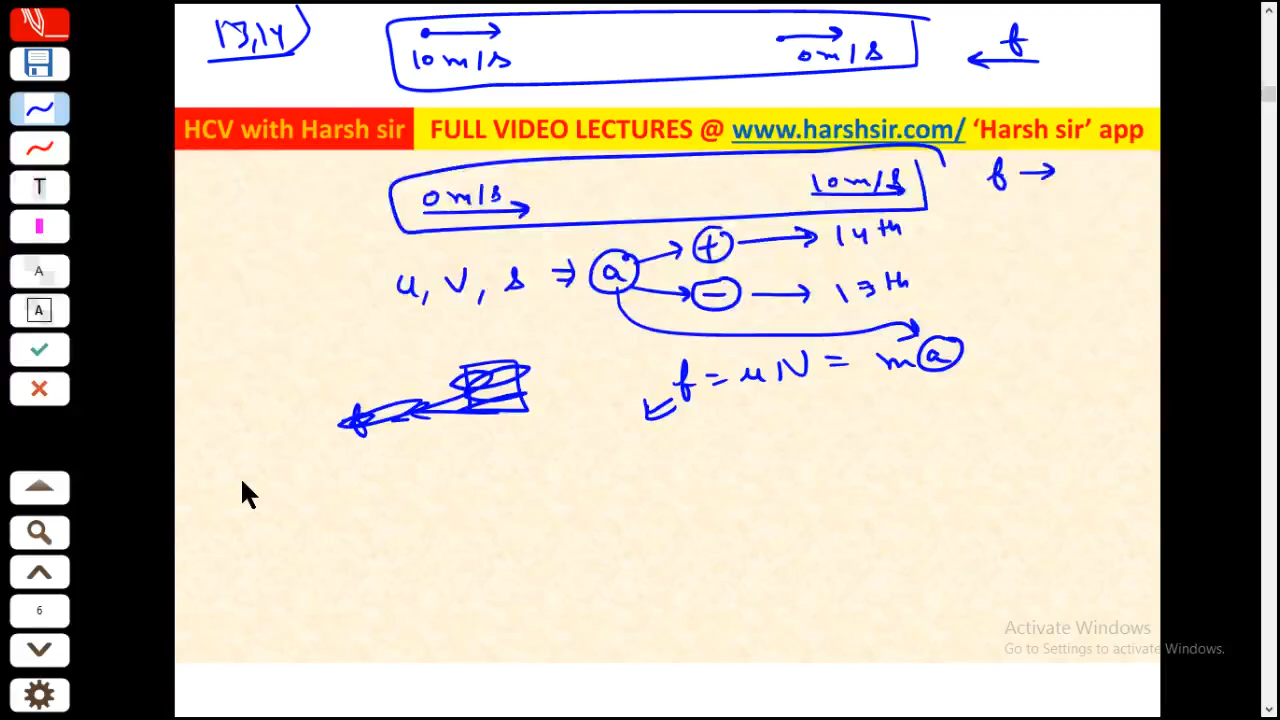 13,14
10 m/s 0 m/s f
HCV with Harsh sir FULL VIDEO LECTURES @ www.harshsir.com/ ‘Harsh sir’ app
0 m/s 10 m/s f →
u, v, s ⇒ a + → 14th
− → 13th
f = μN = ma
f
T
A
A
6
Activate Windows
Go to Settings to activate Windows.